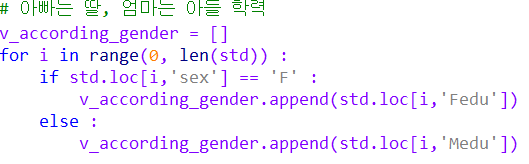 # 아빠는 딸, 엄마는 아들 학력
v_according_gender = []
for i in range(0, len(std)) :
    if std.loc[i,'sex'] == 'F' :
        v_according_gender.append(std.loc[i,'Fedu'])
    else :
        v_according_gender.append(std.loc[i,'Medu'])